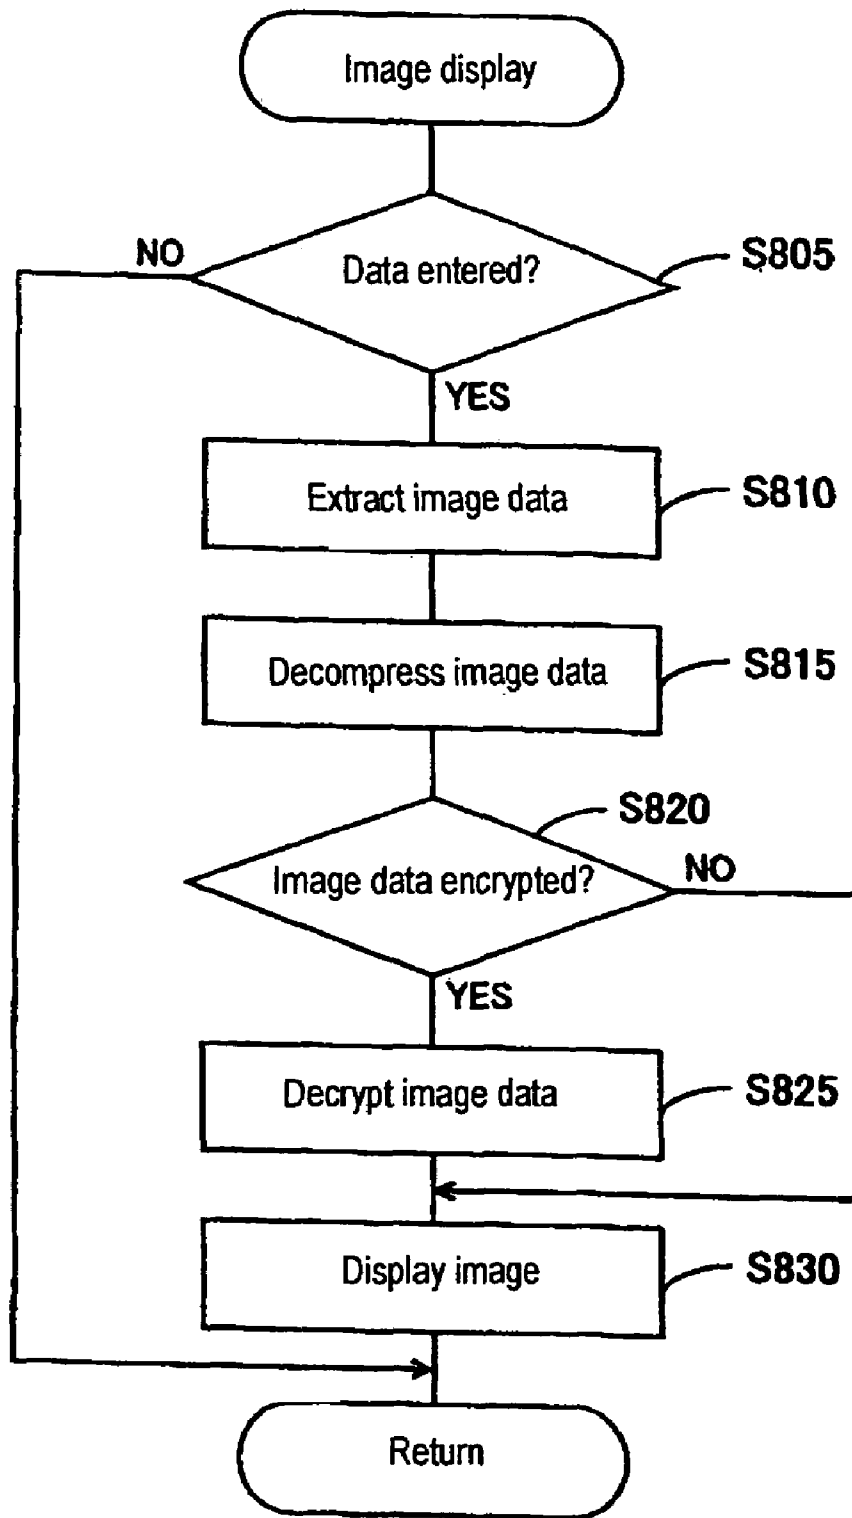 Image display
NO
Data entered?
S805
YES
Extract image data
S810
Decompress image data
S815
S820
Image data encrypted?
NO
YES
Decrypt image data
S825
Display image
S830
Return